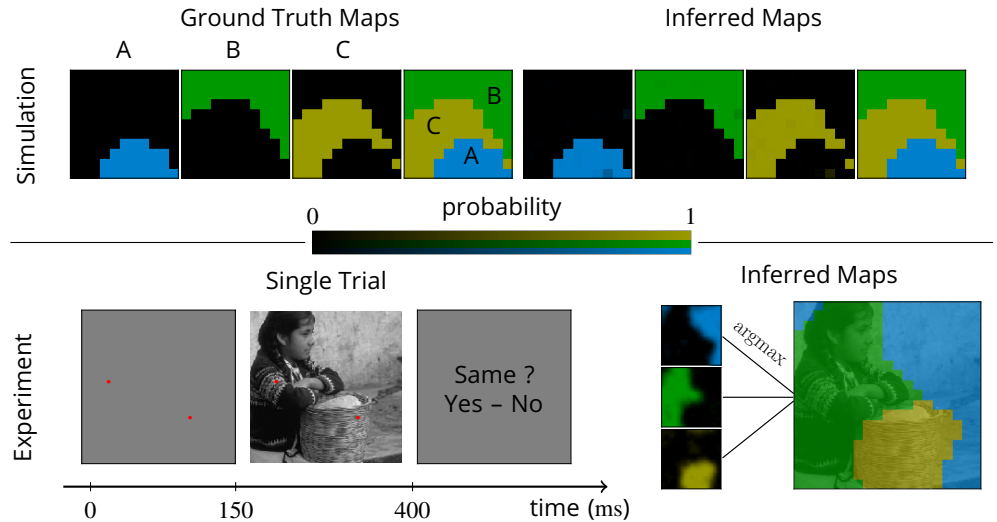 Ground Truth Maps
Inferred Maps
A
B
C
Simulation
B
C
A
0
probability
1
Single Trial
Inferred Maps
Experiment
Same ?
Yes – No
argmax
0
150
400
time (ms)